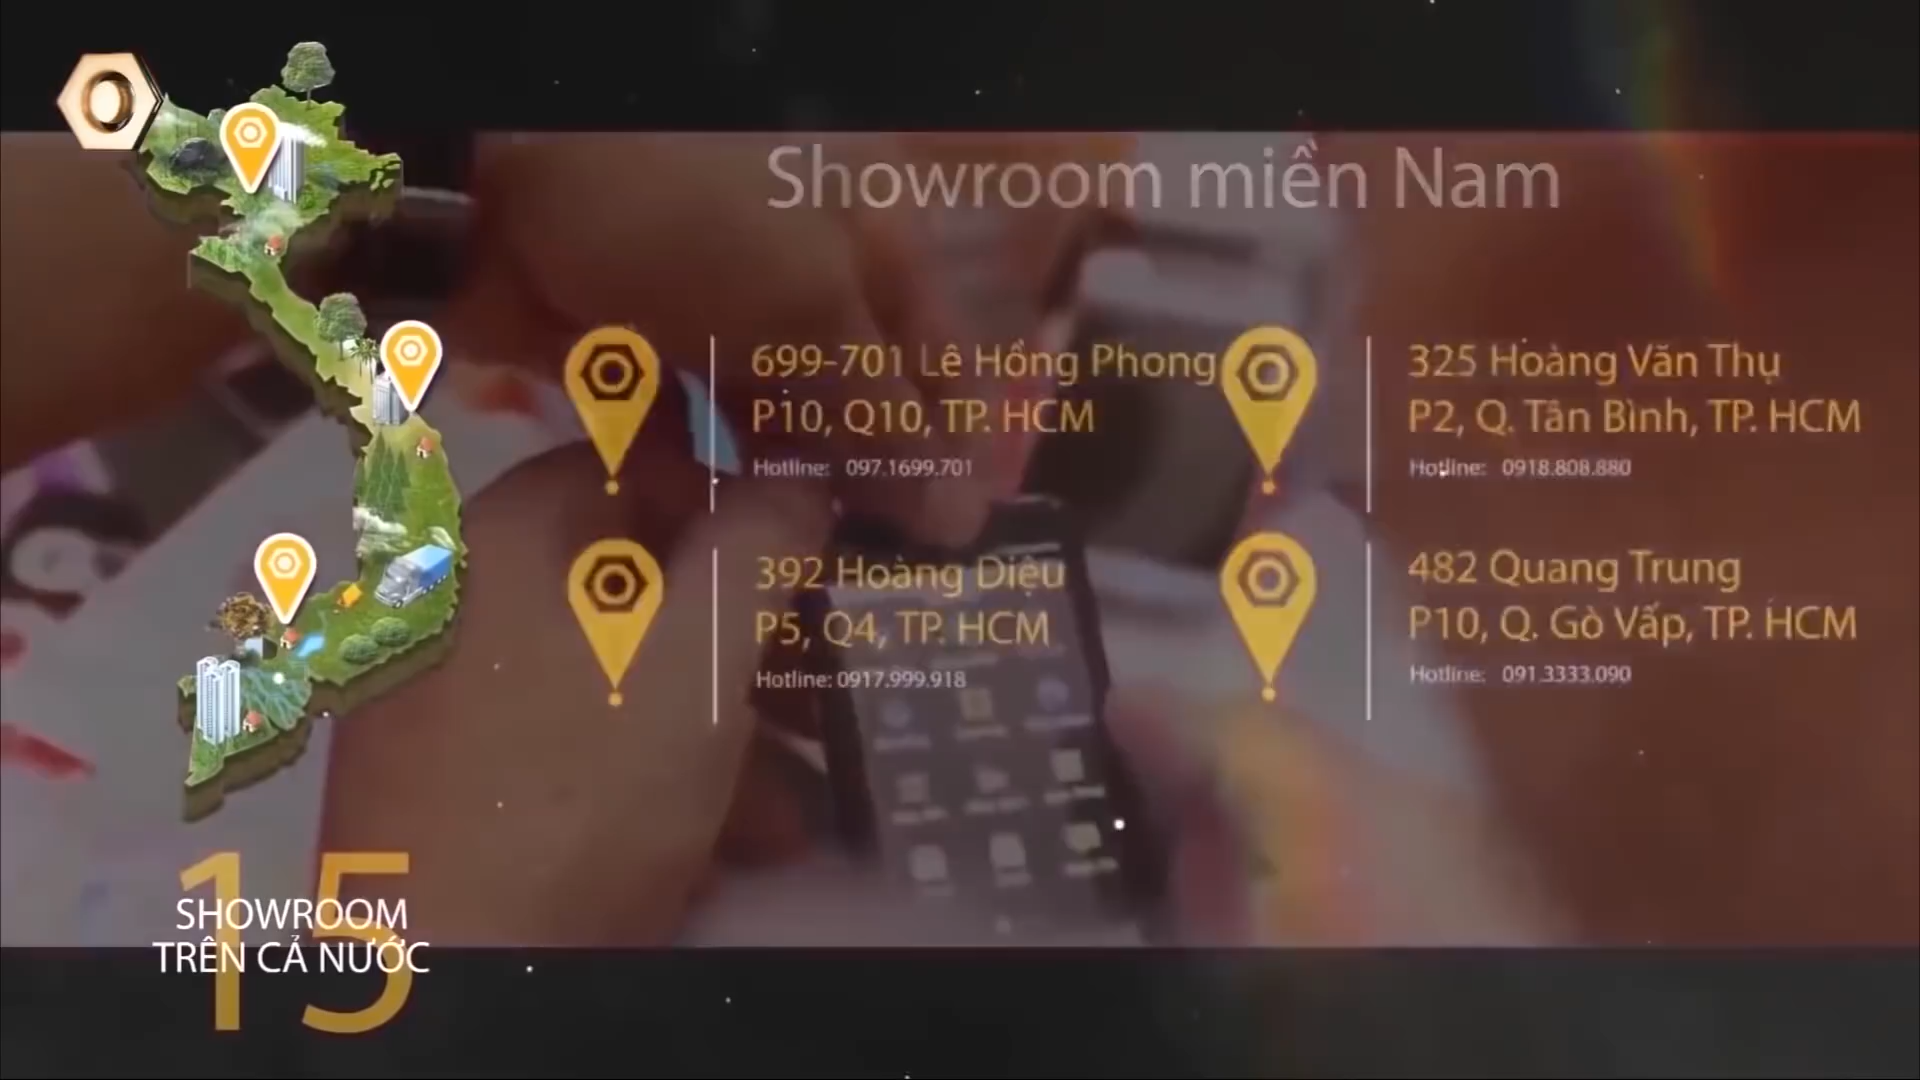 Showroom miền Nam
699-701 Lê Hồng Phong
P10, Q10, TP. HCM
Hotline: 097.1699.701
325 Hoàng Văn Thụ
P2, Q. Tân Bình, TP. HCM
Hotline: 0918.808.880
392 Hoàng Diệu
P5, Q4, TP. HCM
Hotline: 0917.999.918
482 Quang Trung
P10, Q. Gò Vấp, TP. HCM
Hotline: 091.3333.090
15
SHOWROOM
TRÊN CẢ NƯỚC